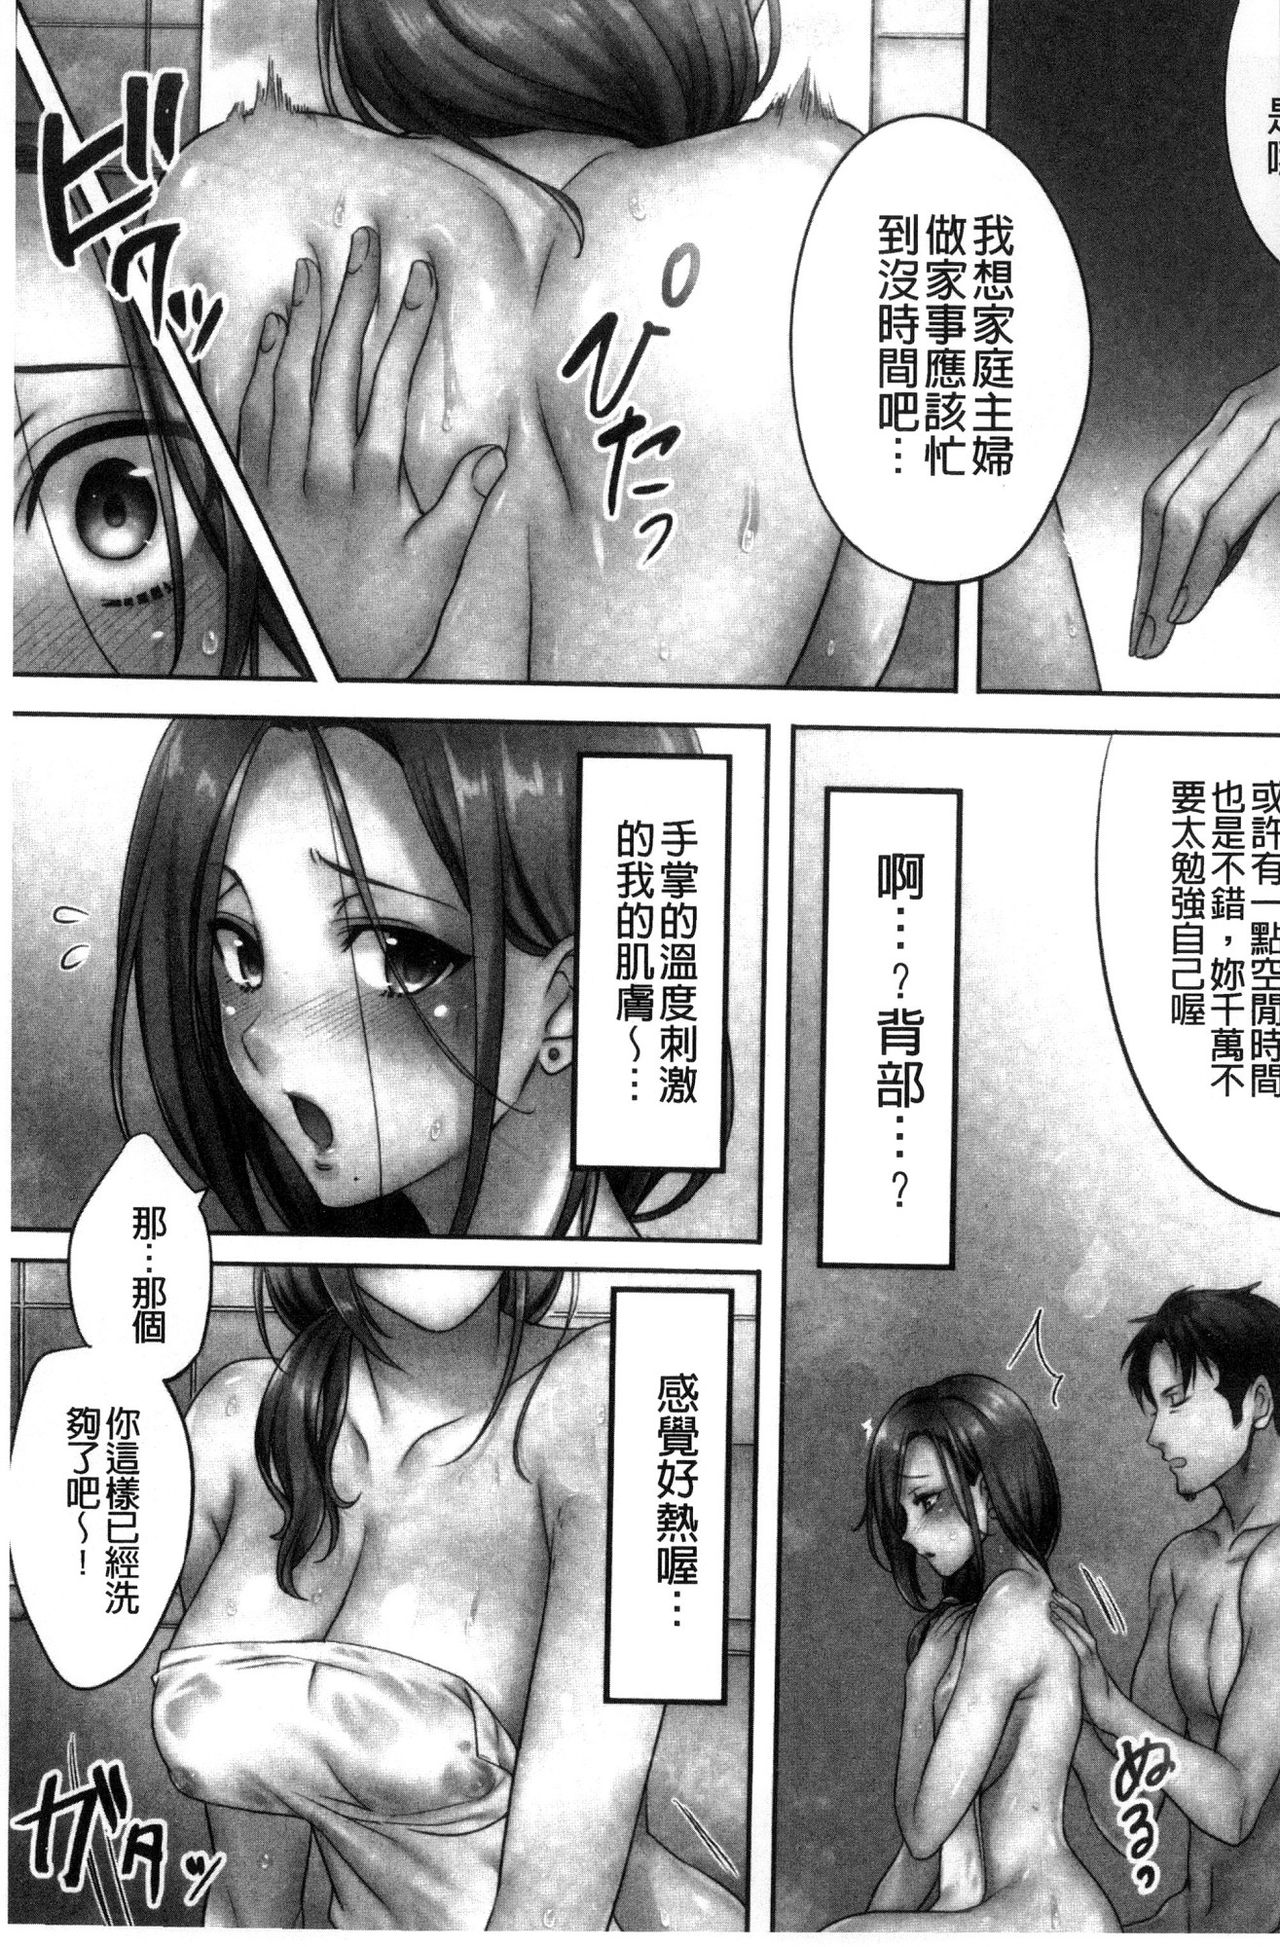 我想家庭主婦
做家事應該忙
到沒時間吧…
ビクッ
ぴたっ
或許有一點空閒時間
也是不錯，妳千萬不
要太勉強自己喔
啊…？背部…？
ぬるっ
手掌的溫度刺激
的我的肌膚～…
感覺好熱喔…
那…那個
你這樣已經洗
夠了吧～！
ガタッ